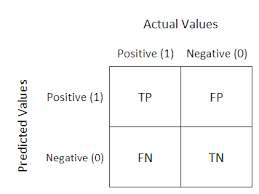 Actual Values
Positive (1) Negative (0)
Predicted Values
Positive (1) TP FP
Negative (0) FN TN